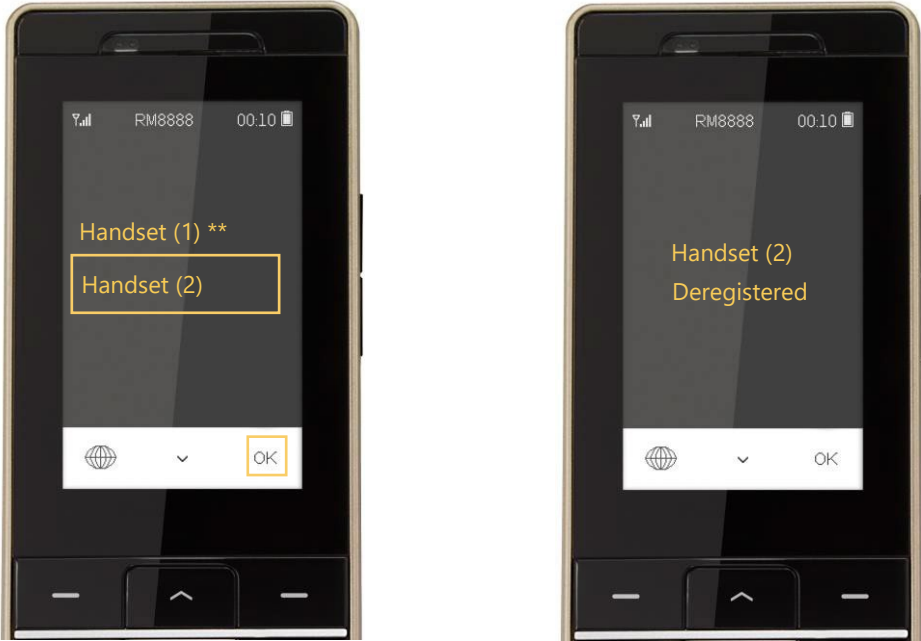 RM8888 00:10
Handset (1) **
Handset (2)
OK
RM8888 00:10
Handset (2)
Deregistered
OK